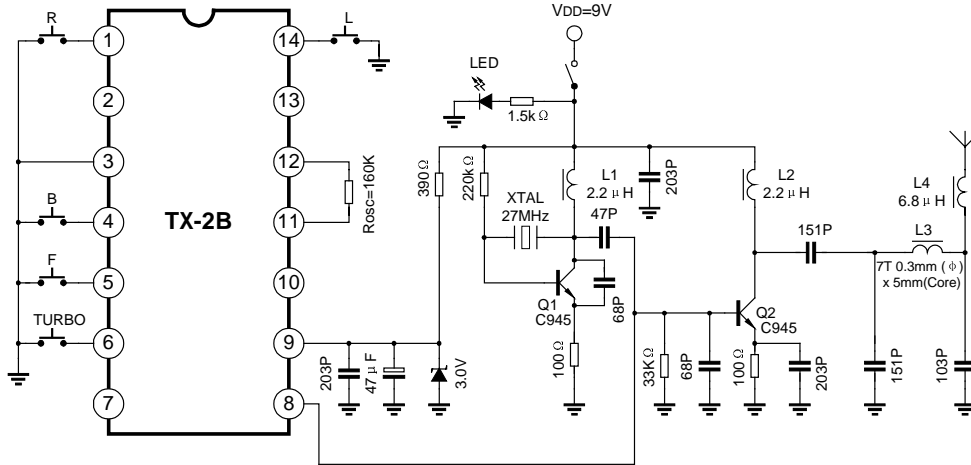 VDD=9V
R
L
LED
1.5kΩ
1
2
3
4
5
6
7
14
13
12
11
10
9
8
B
F
TURBO
TX-2B
Rosc=160K
390Ω
220kΩ
XTAL
27MHz
L1
2.2μH
47P
203P
L2
2.2μH
151P
L4
6.8μH
L3
7T 0.3mm (φ)
x 5mm(Core)
Q1
C945
68P
Q2
C945
100Ω
203P
47μF
3.0V
33KΩ
68P
100Ω
203P
151P
103P